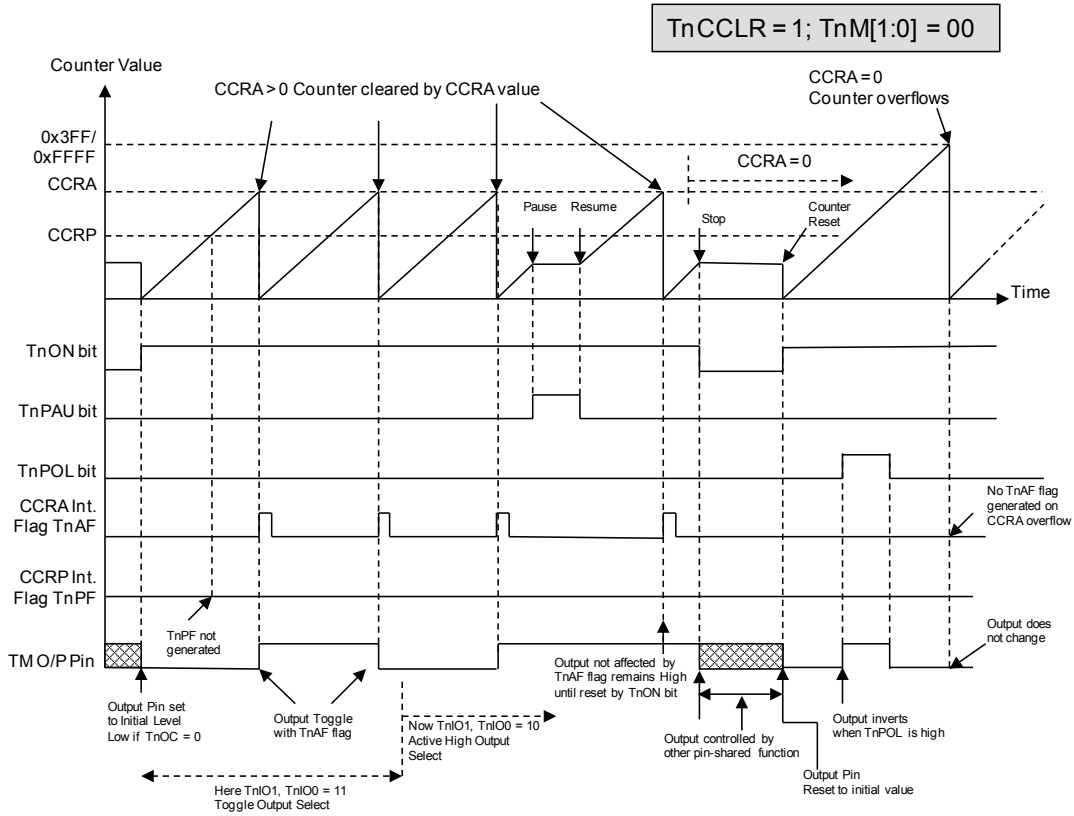 TnCCLR = 1; TnM[1:0] = 00
Counter Value
CCRA > 0 Counter cleared by CCRA value
CCRA = 0
Counter overflows
0x3FF/
0xFFFF
CCRA = 0
CCRA
Pause
Resume
Stop
Counter
Reset
CCRP
Time
TnON bit
TnPAU bit
TnPOL bit
CCRA Int.
Flag TnAF
No TnAF flag
generated on
CCRA overflow
CCRP Int.
Flag TnPF
TnPF not
generated
Output does
not change
TM O/P Pin
Output not affected by
TnAF flag remains High
until reset by TnON bit
Output Pin set
to Initial Level
Low if TnOC = 0
Output Toggle
with TnAF flag
Now TnIO1, TnIO0 = 10
Active High Output
Select
Output controlled by
other pin-shared function
Output inverts
when TnPOL is high
Output Pin
Reset to initial value
Here TnIO1, TnIO0 = 11
Toggle Output Select